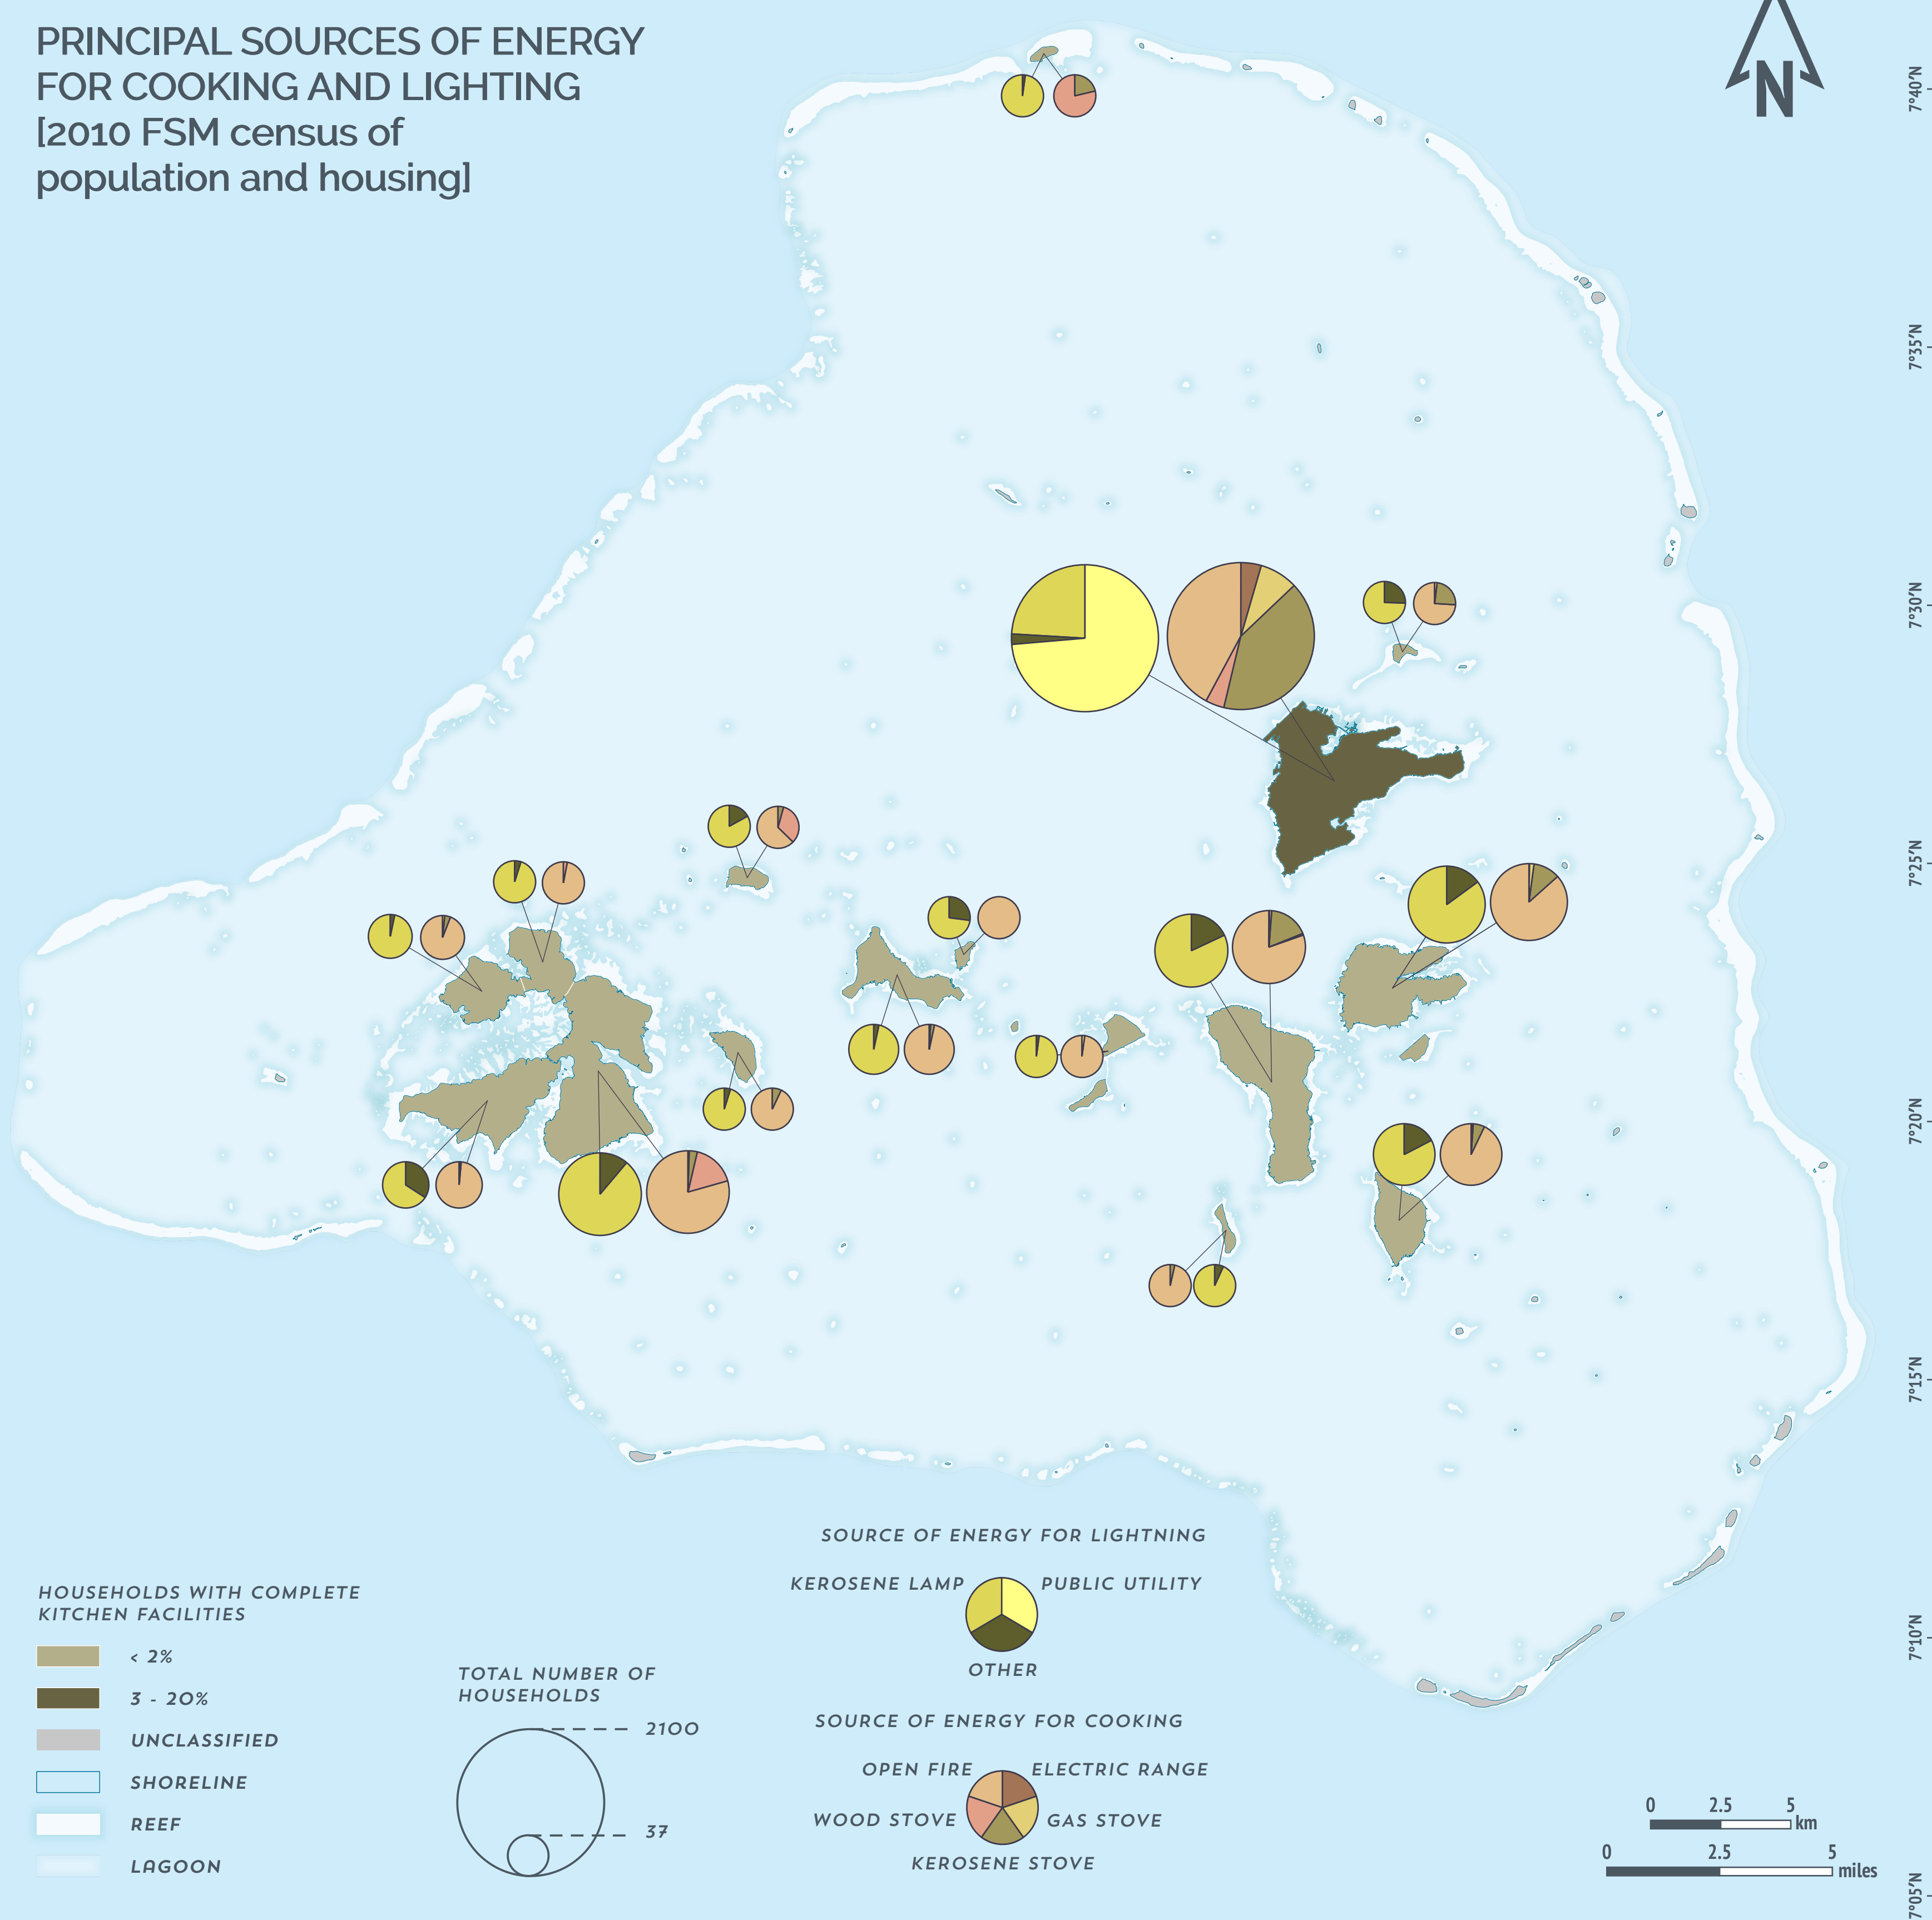 PRINCIPAL SOURCES OF ENERGY
FOR COOKING AND LIGHTING
[2010 FSM census of
population and housing]
N
7°40'N
7°35'N
7°30'N
7°25'N
7°20'N
7°15'N
7°10'N
7°05'N
HOUSEHOLDS WITH COMPLETE
KITCHEN FACILITIES
< 2%
3 - 20%
UNCLASSIFIED
SHORELINE
REEF
LAGOON
TOTAL NUMBER OF
HOUSEHOLDS
2100
37
SOURCE OF ENERGY FOR LIGHTNING
KEROSENE LAMP
PUBLIC UTILITY
OTHER
SOURCE OF ENERGY FOR COOKING
OPEN FIRE
ELECTRIC RANGE
WOOD STOVE
GAS STOVE
KEROSENE STOVE
0 2.5 5
km
0 2.5 5
miles